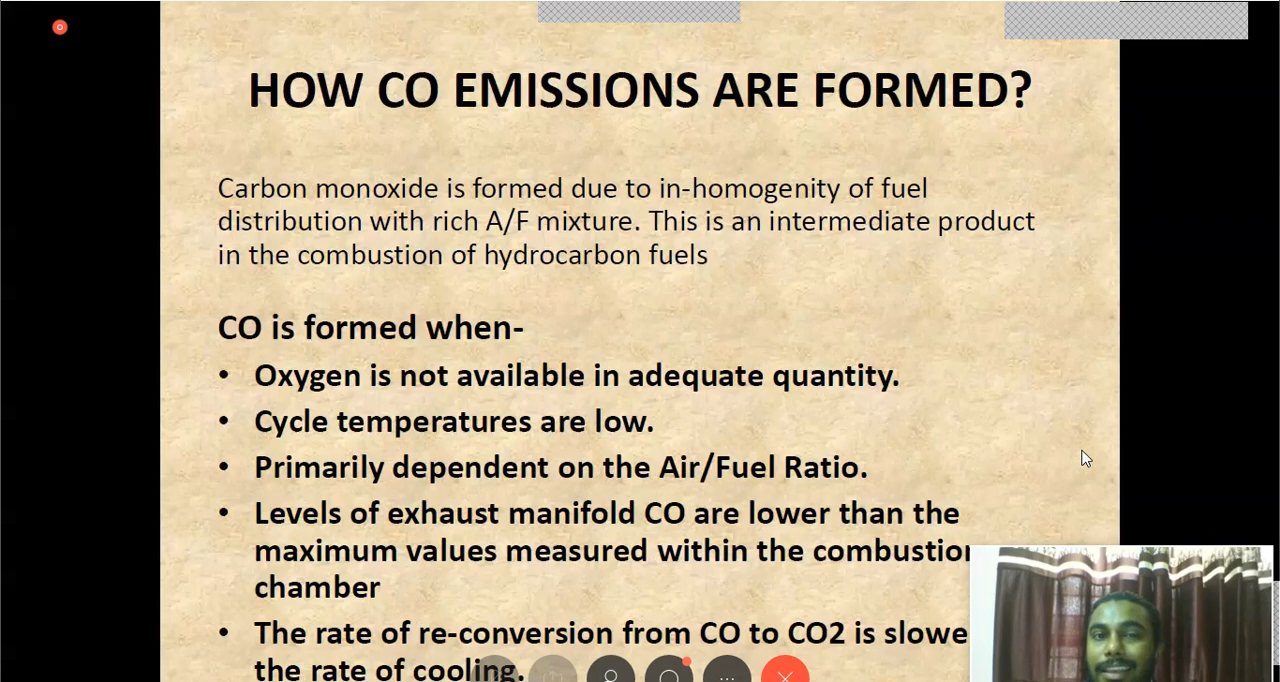 HOW CO EMISSIONS ARE FORMED?
Carbon monoxide is formed due to in-homogenity of fuel
distribution with rich A/F mixture. This is an intermediate product
in the combustion of hydrocarbon fuels
CO is formed when-
• Oxygen is not available in adequate quantity.
• Cycle temperatures are low.
• Primarily dependent on the Air/Fuel Ratio.
• Levels of exhaust manifold CO are lower than the
maximum values measured within the combustion
chamber
• The rate of re-conversion from CO to CO2 is slowe
the rate of cooling.